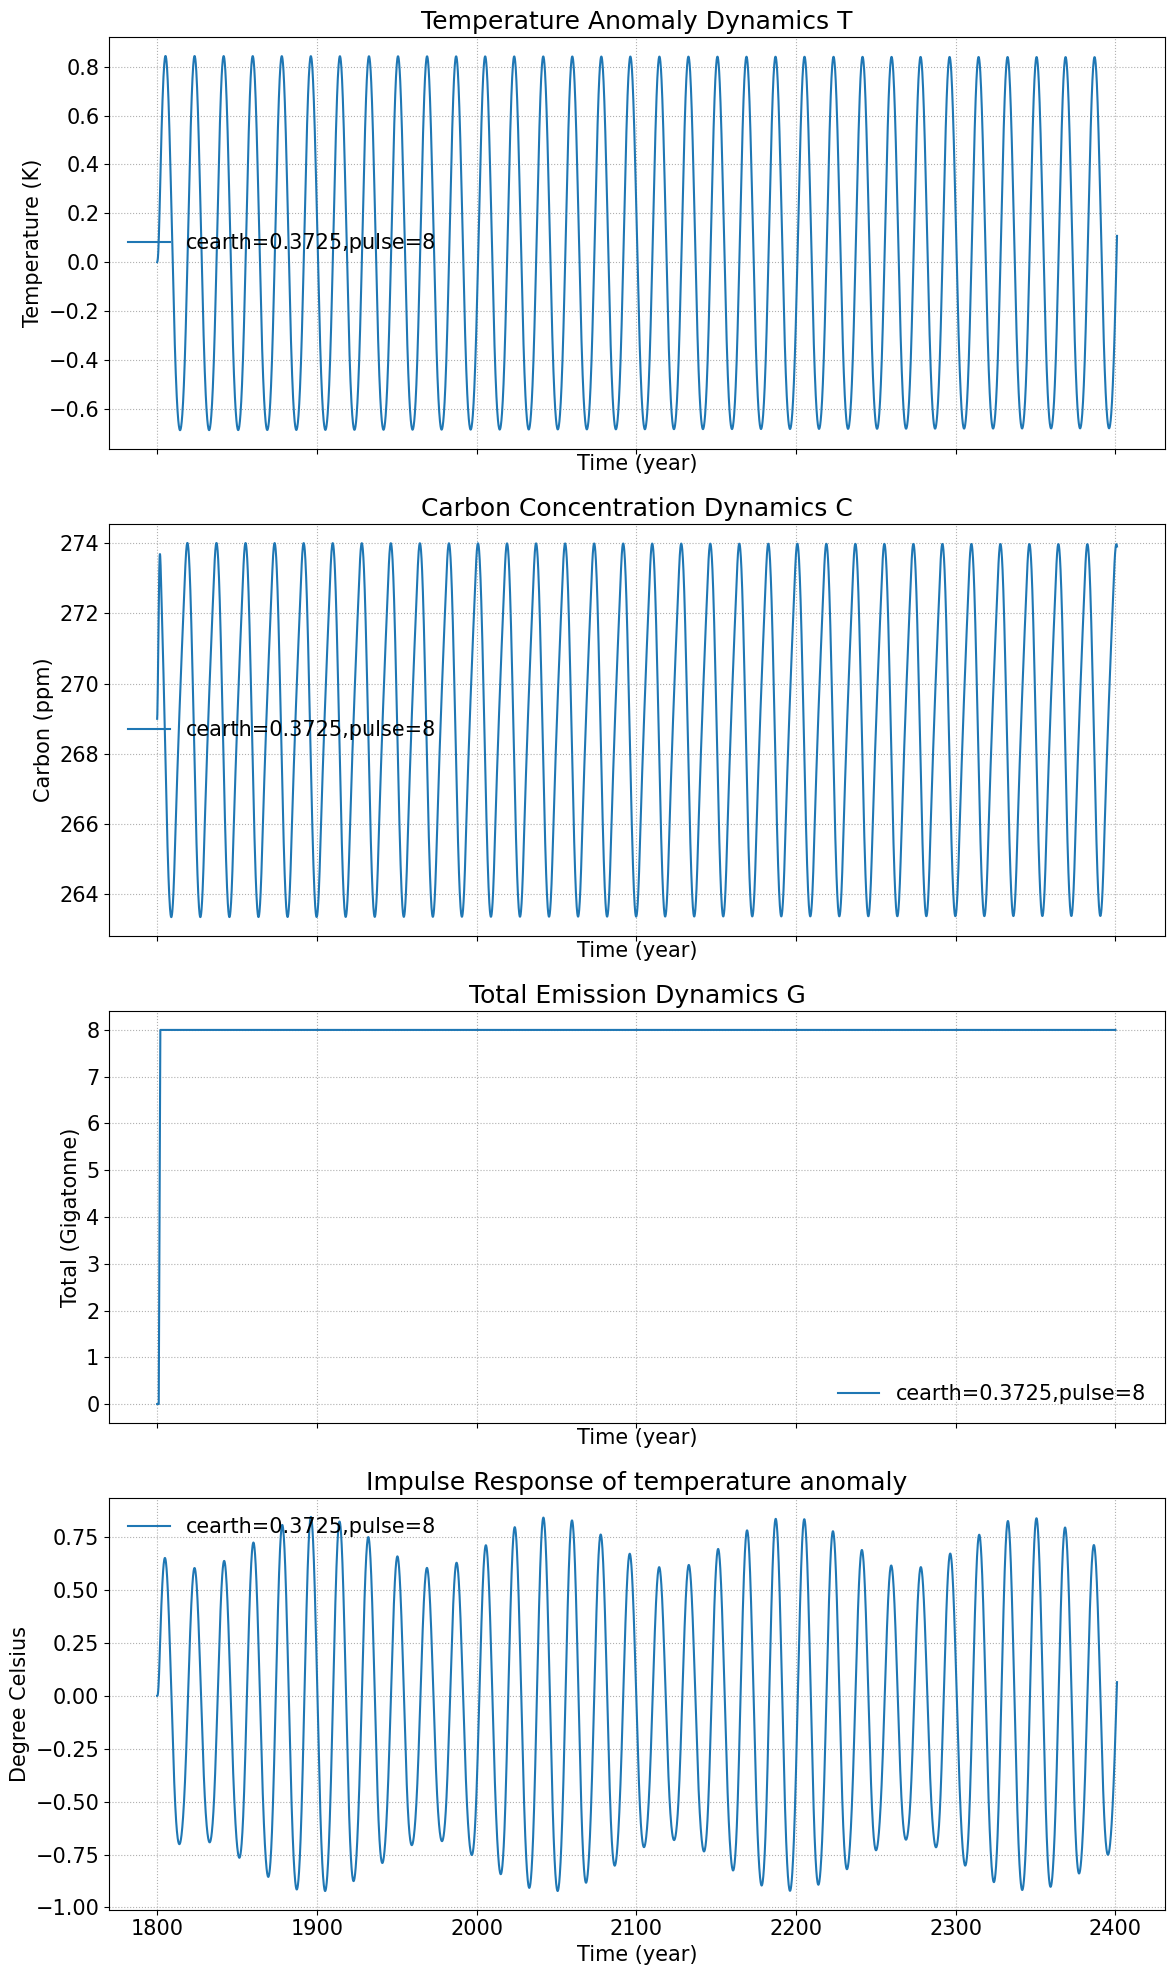 Temperature Anomaly Dynamics T
0.8
0.6
0.4
0.2
0.0
−0.2
−0.4
−0.6
Temperature (K)
cearth=0.3725,pulse=8
Time (year)
Carbon Concentration Dynamics C
274
272
270
268
266
264
Carbon (ppm)
cearth=0.3725,pulse=8
Time (year)
Total Emission Dynamics G
8
7
6
5
4
3
2
1
0
Total (Gigatonne)
cearth=0.3725,pulse=8
Time (year)
Impulse Response of temperature anomaly
0.75
0.50
0.25
0.00
−0.25
−0.50
−0.75
−1.00
Degree Celsius
cearth=0.3725,pulse=8
1800 1900 2000 2100 2200 2300 2400
Time (year)